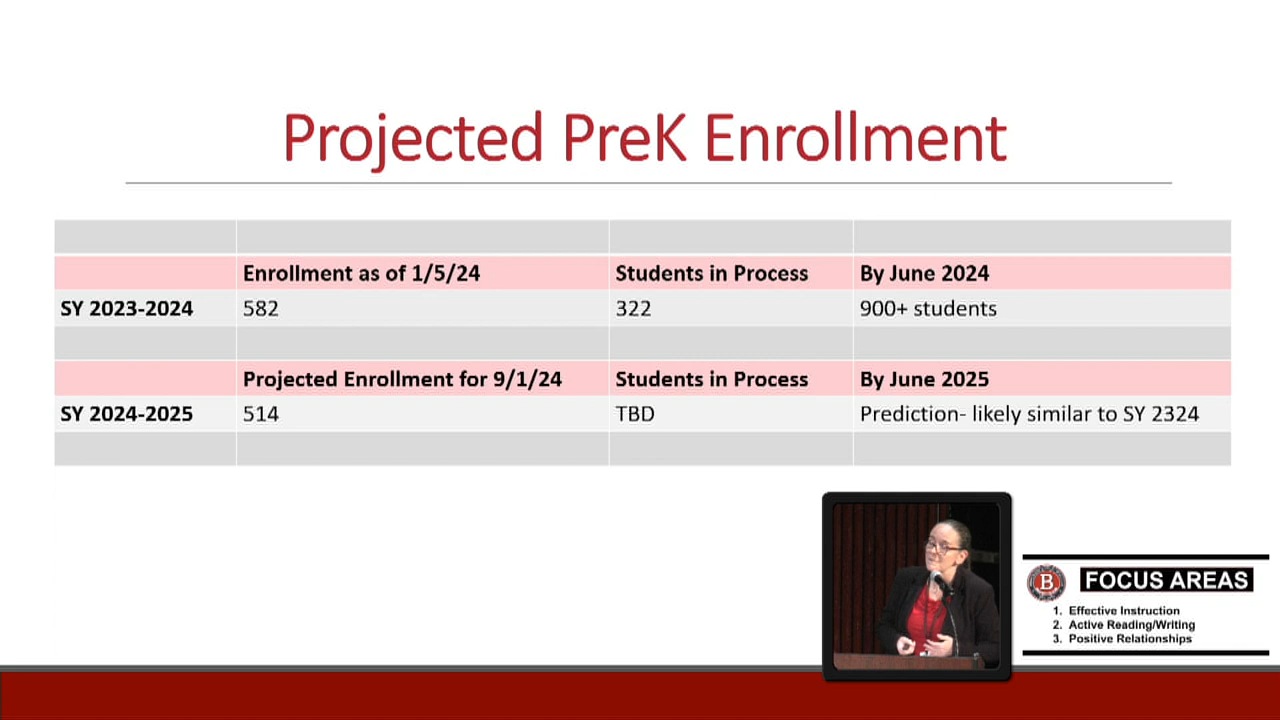 Projected PreK Enrollment
Enrollment as of 1/5/24 Students in Process By June 2024
SY 2023-2024 582 322 900+ students
Projected Enrollment for 9/1/24 Students in Process By June 2025
SY 2024-2025 514 TBD Prediction- likely similar to SY 2324
B FOCUS AREAS
1. Effective Instruction
2. Active Reading/Writing
3. Positive Relationships